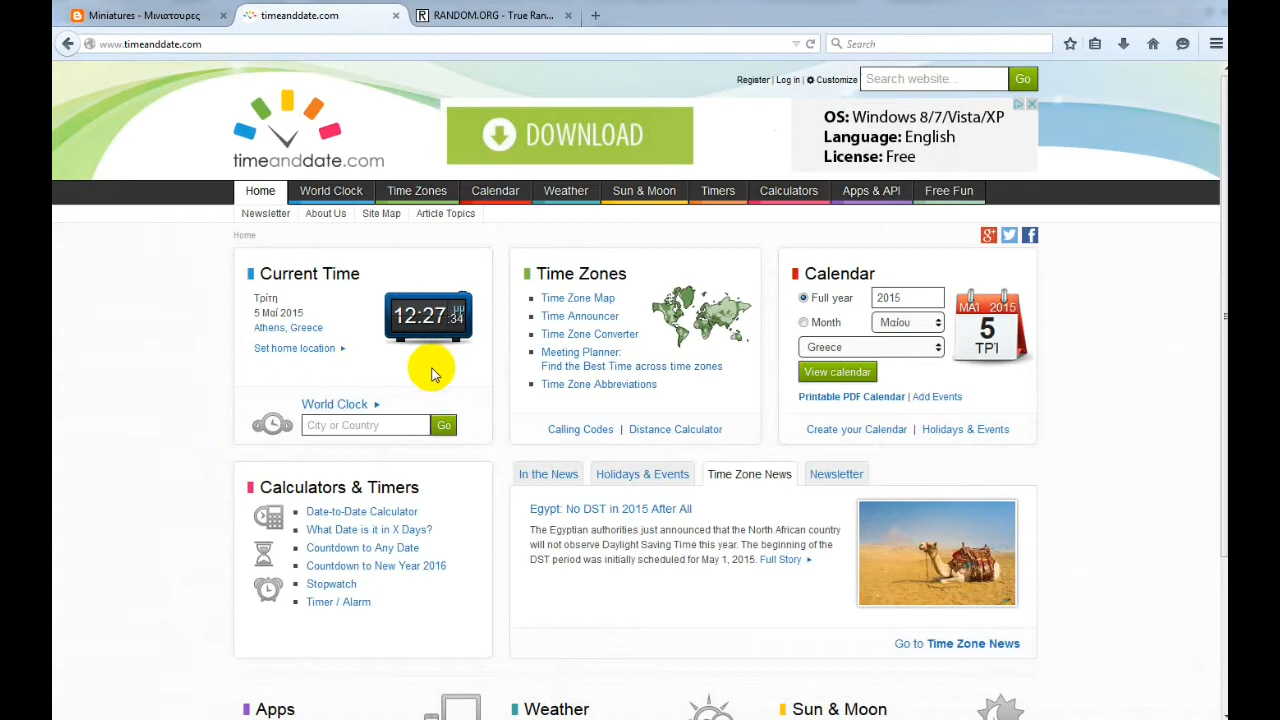 Miniatures - Μινιατουρες
timeanddate.com
RANDOM.ORG - True Ran...
www.timeanddate.com
Search
Register | Log in | Customize
Search website...
Go
timeanddate.com
DOWNLOAD
OS: Windows 8/7/Vista/XP
Language: English
License: Free
Home
World Clock
Time Zones
Calendar
Weather
Sun & Moon
Timers
Calculators
Apps & API
Free Fun
Newsletter
About Us
Site Map
Article Topics
Home
Current Time
Τρίτη
5 Μαΐ 2015
Athens, Greece
Set home location
12:27
34
World Clock
City or Country
Go
Time Zones
Time Zone Map
Time Announcer
Time Zone Converter
Meeting Planner:
Find the Best Time across time zones
Time Zone Abbreviations
Calling Codes | Distance Calculator
Calendar
Full year
2015
Month
Μαΐου
Greece
View calendar
ΜΑΪ 2015
5
ΤΡΊ
Printable PDF Calendar | Add Events
Create your Calendar | Holidays & Events
Calculators & Timers
Date-to-Date Calculator
What Date is it in X Days?
Countdown to Any Date
Countdown to New Year 2016
Stopwatch
Timer / Alarm
In the News
Holidays & Events
Time Zone News
Newsletter
Egypt: No DST in 2015 After All
The Egyptian authorities just announced that the North African country
will not observe Daylight Saving Time this year. The beginning of the
DST period was initially scheduled for May 1, 2015. Full Story
Go to Time Zone News
Apps
Weather
Sun & Moon